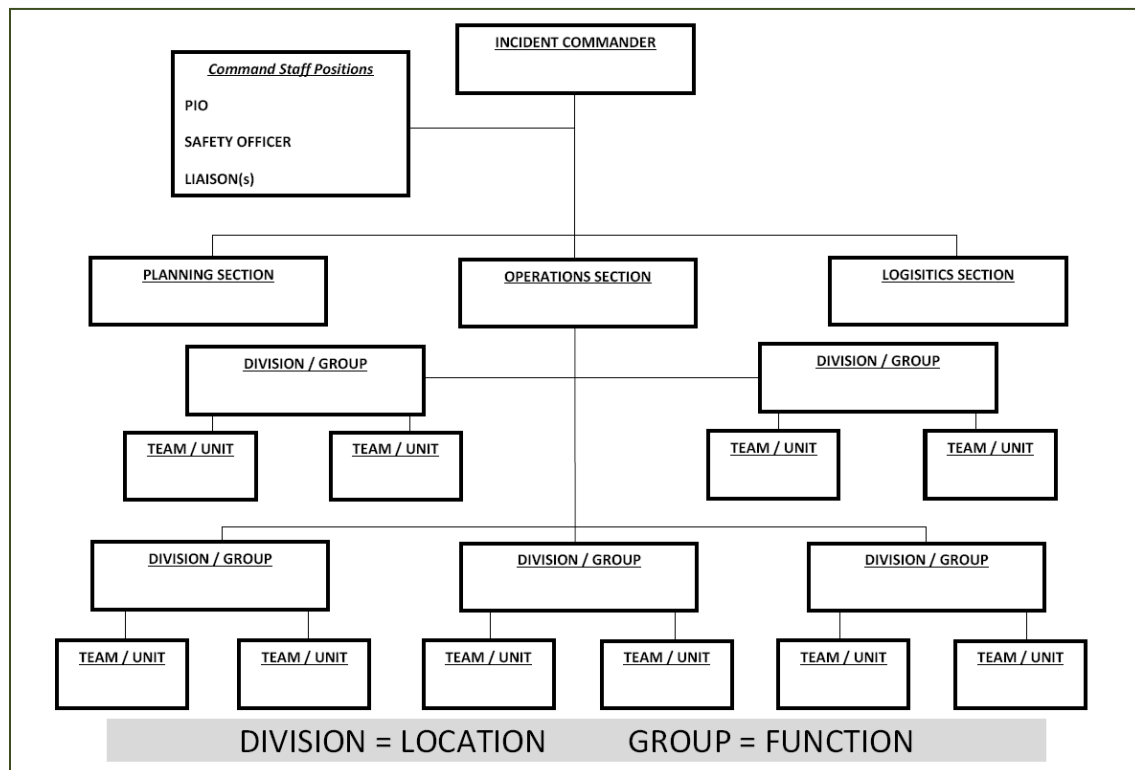 INCIDENT COMMANDER
Command Staff Positions
PIO
SAFETY OFFICER
LIAISON(s)
PLANNING SECTION
OPERATIONS SECTION
LOGISITICS SECTION
DIVISION / GROUP
DIVISION / GROUP
TEAM / UNIT
TEAM / UNIT
TEAM / UNIT
TEAM / UNIT
DIVISION / GROUP
DIVISION / GROUP
DIVISION / GROUP
TEAM / UNIT
TEAM / UNIT
TEAM / UNIT
TEAM / UNIT
TEAM / UNIT
TEAM / UNIT
DIVISION = LOCATION GROUP = FUNCTION